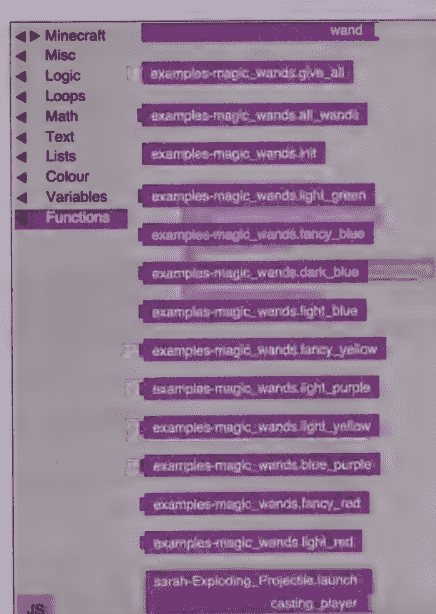 Minecraft
Misc
Logic
Loops
Math
Text
Lists
Colour
Variables
Functions
wand
examples-magic_wands.give_all
examples-magic_wands.all_wands
examples-magic_wands.init
examples-magic_wands.light_green
examples-magic_wands.fancy_blue
examples-magic_wands.dark_blue
examples-magic_wands.light_blue
examples-magic_wands.fancy_yellow
examples-magic_wands.light_purple
examples-magic_wands.light_yellow
examples-magic_wands.blue_purple
examples-magic_wands.fancy_red
examples-magic_wands.light_red
sarah-Exploding_Projectile.launch
casting_player
JS